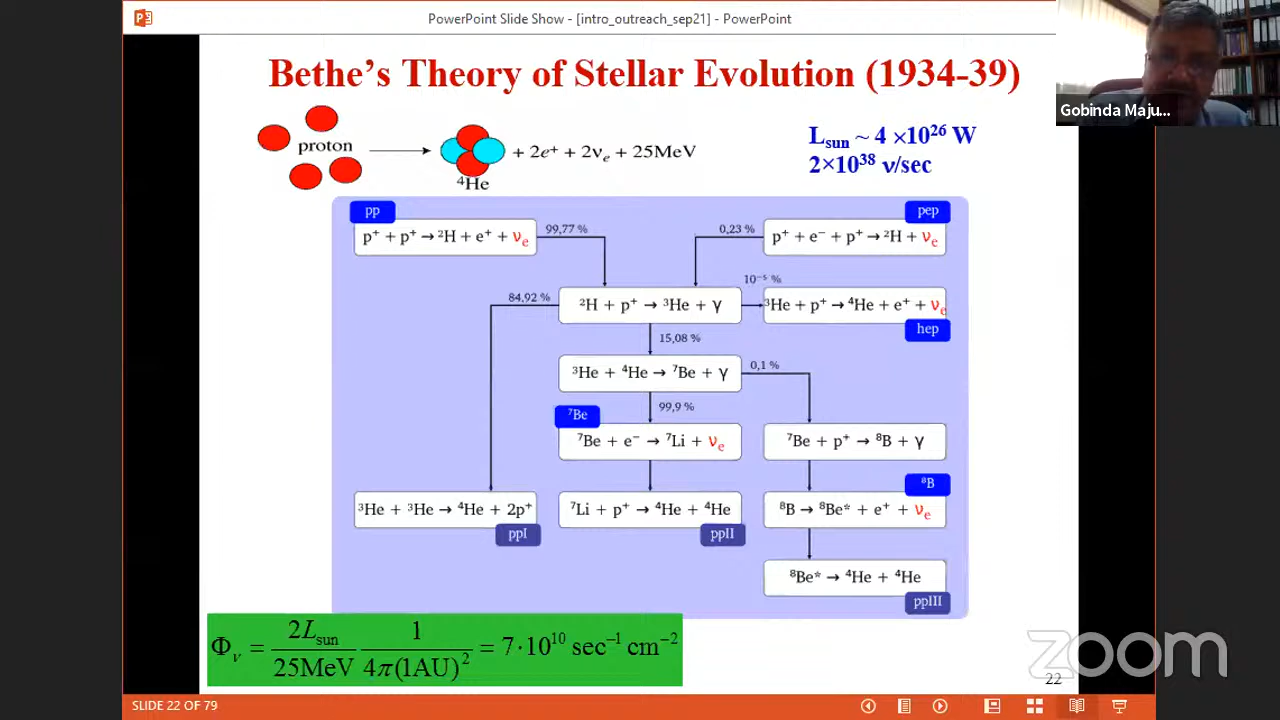 PowerPoint Slide Show - [intro_outreach_sep21] - PowerPoint
Gobinda Maju...
Bethe's Theory of Stellar Evolution (1934-39)
proton
⁴He
+ 2e⁺ + 2νₑ + 25MeV
L_sun ~ 4 ×10²⁶ W
2×10³⁸ ν/sec
pp
p⁺ + p⁺ → ²H + e⁺ + νₑ
99,77 %
pep
0,23 %
p⁺ + e⁻ + p⁺ → ²H + νₑ
84,92 %
²H + p⁺ → ³He + γ
10⁻⁵ %
³He + p⁺ → ⁴He + e⁺ + νₑ
hep
15,08 %
³He + ⁴He → ⁷Be + γ
0,1 %
99,9 %
⁷Be
⁷Be + e⁻ → ⁷Li + νₑ
⁷Be + p⁺ → ⁸B + γ
⁸B
³He + ³He → ⁴He + 2p⁺
⁷Li + p⁺ → ⁴He + ⁴He
⁸B → ⁸Be* + e⁺ + νₑ
ppI
ppII
⁸Be* → ⁴He + ⁴He
ppIII
Φ_ν = 2L_sun/25MeV 1/4π(1AU)² = 7·10¹⁰ sec⁻¹ cm⁻²
zoom
22
SLIDE 22 OF 79